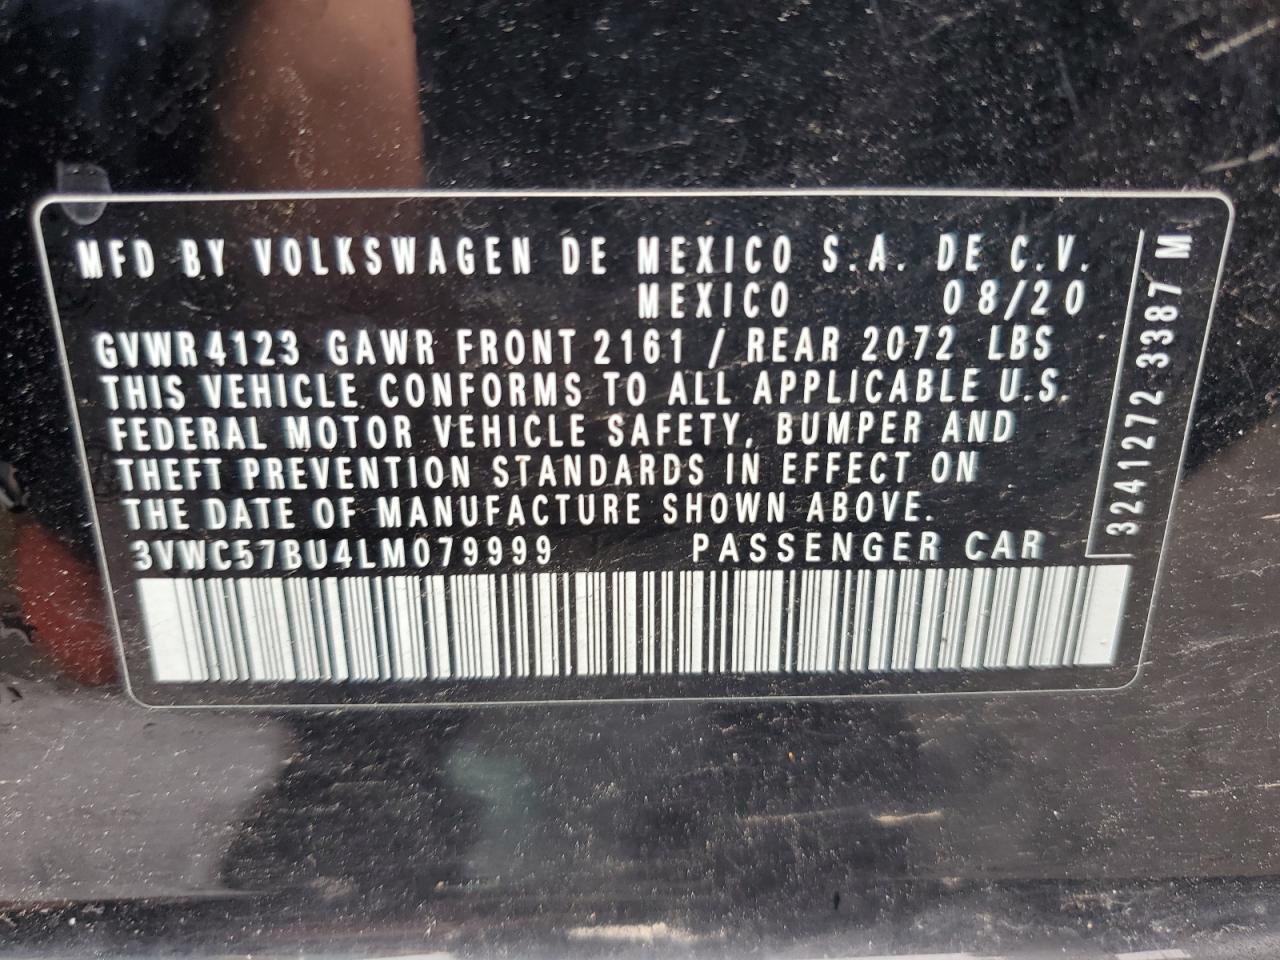 MFD BY VOLKSWAGEN DE MEXICO S.A. DE C.V.
MEXICO 08/20
GVWR 4123 GAWR FRONT 2161 / REAR 2072 LBS
THIS VEHICLE CONFORMS TO ALL APPLICABLE U.S.
FEDERAL MOTOR VEHICLE SAFETY, BUMPER AND
THEFT PREVENTION STANDARDS IN EFFECT ON
THE DATE OF MANUFACTURE SHOWN ABOVE.
3VWC57BU4LM079999 PASSENGER CAR
3241272 3387 M